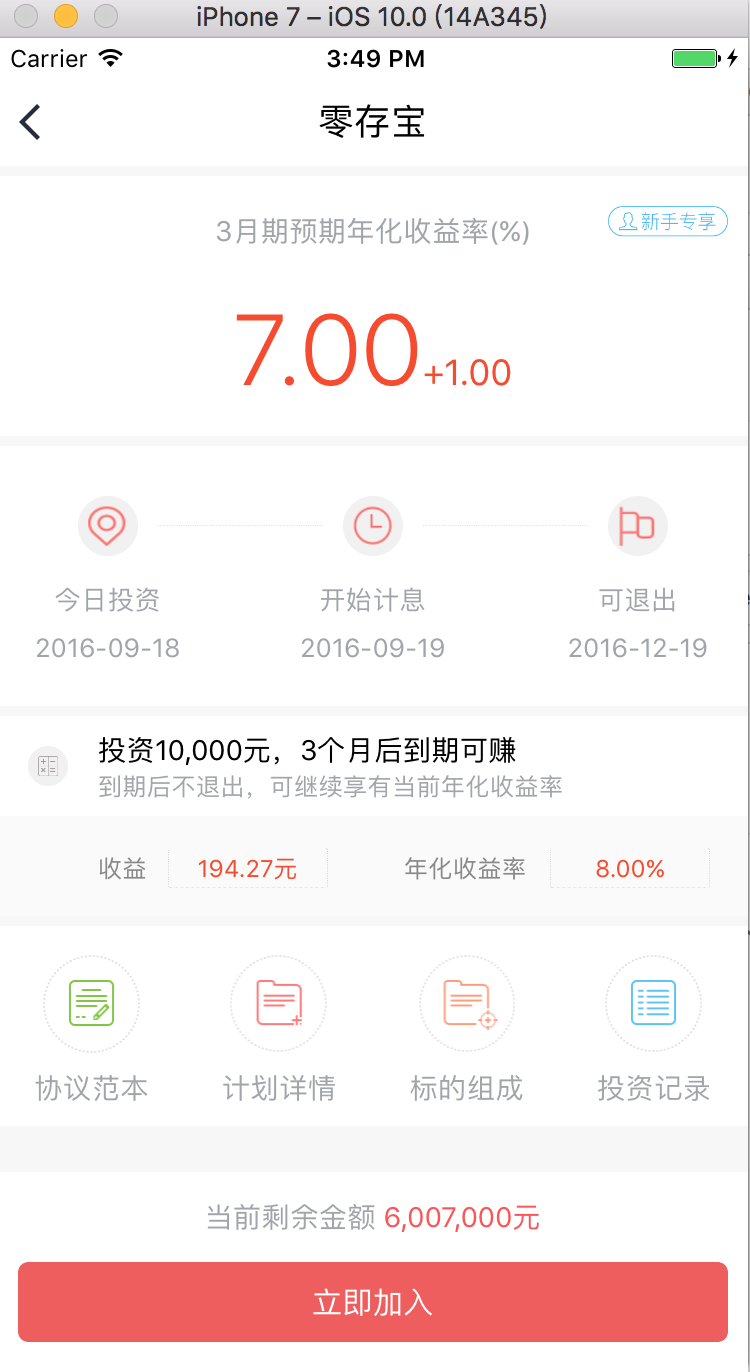 iPhone 7 – iOS 10.0 (14A345)
Carrier 3:49 PM
零存宝
3月期预期年化收益率(%)
新手专享
7.00+1.00
今日投资 开始计息 可退出
2016-09-18 2016-09-19 2016-12-19
投资10,000元，3个月后到期可赚
到期后不退出，可继续享有当前年化收益率
收益 194.27元 年化收益率 8.00%
协议范本 计划详情 标的组成 投资记录
当前剩余金额 6,007,000元
立即加入